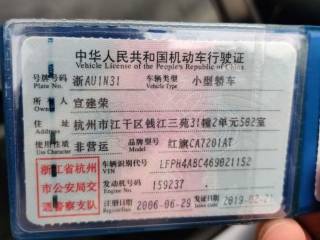 中华人民共和国机动车行驶证
Vehicle License of the People's Republic of China
号牌号码 浙AU1N31 车辆类型 小型轿车
Plate No. Vehicle Type
所有人 宣建荣
Owner
住址 杭州市江干区钱江三苑31幢2单元502室
Address
使用性质 非营运 品牌型号 红旗CA7201AT
Use Character Model
浙江省杭州
市公安局交
通警察支队
车辆识别代号 LFPH4ABC469B21152
VIN
发动机号码 159237
Engine No.
注册日期 2006-06-29 发证日期 2019-02-21
Register Date Issue Date